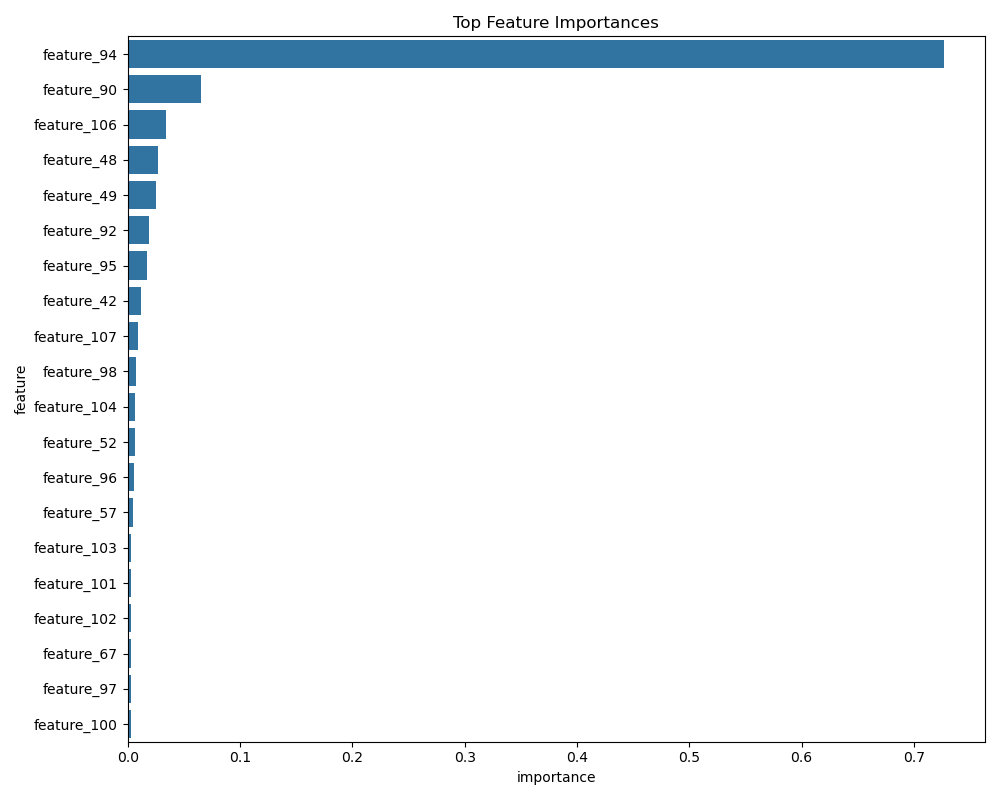 Top Feature Importances
feature_94
feature_90
feature_106
feature_48
feature_49
feature_92
feature_95
feature_42
feature_107
feature_98
feature_104
feature_52
feature_96
feature_57
feature_103
feature_101
feature_102
feature_67
feature_97
feature_100
feature
0.0 0.1 0.2 0.3 0.4 0.5 0.6 0.7
importance